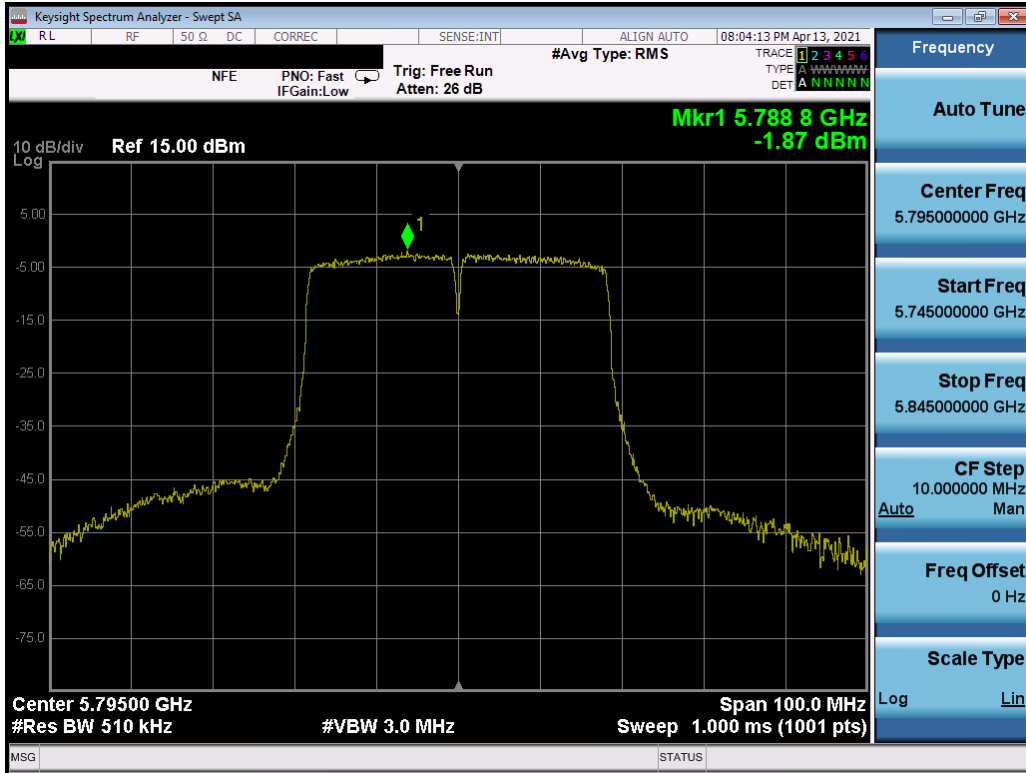 Keysight Spectrum Analyzer - Swept SA
LXI RL RF 50 Ω DC CORREC SENSE:INT ALIGN AUTO 08:04:13 PM Apr 13, 2021
NFE PNO: Fast Trig: Free Run #Avg Type: RMS TRACE 1 2 3 4 5 6
IFGain:Low Atten: 26 dB TYPE A WWWWW
DET A N N N N N
Mkr1 5.788 8 GHz
-1.87 dBm
10 dB/div Ref 15.00 dBm
Log
1
5.00
-5.00
-15.0
-25.0
-35.0
-45.0
-55.0
-65.0
-75.0
Center 5.79500 GHz Span 100.0 MHz
#Res BW 510 kHz #VBW 3.0 MHz Sweep 1.000 ms (1001 pts)
MSG STATUS
Frequency
Auto Tune
Center Freq
5.795000000 GHz
Start Freq
5.745000000 GHz
Stop Freq
5.845000000 GHz
CF Step
10.000000 MHz
Auto Man
Freq Offset
0 Hz
Scale Type
Log Lin